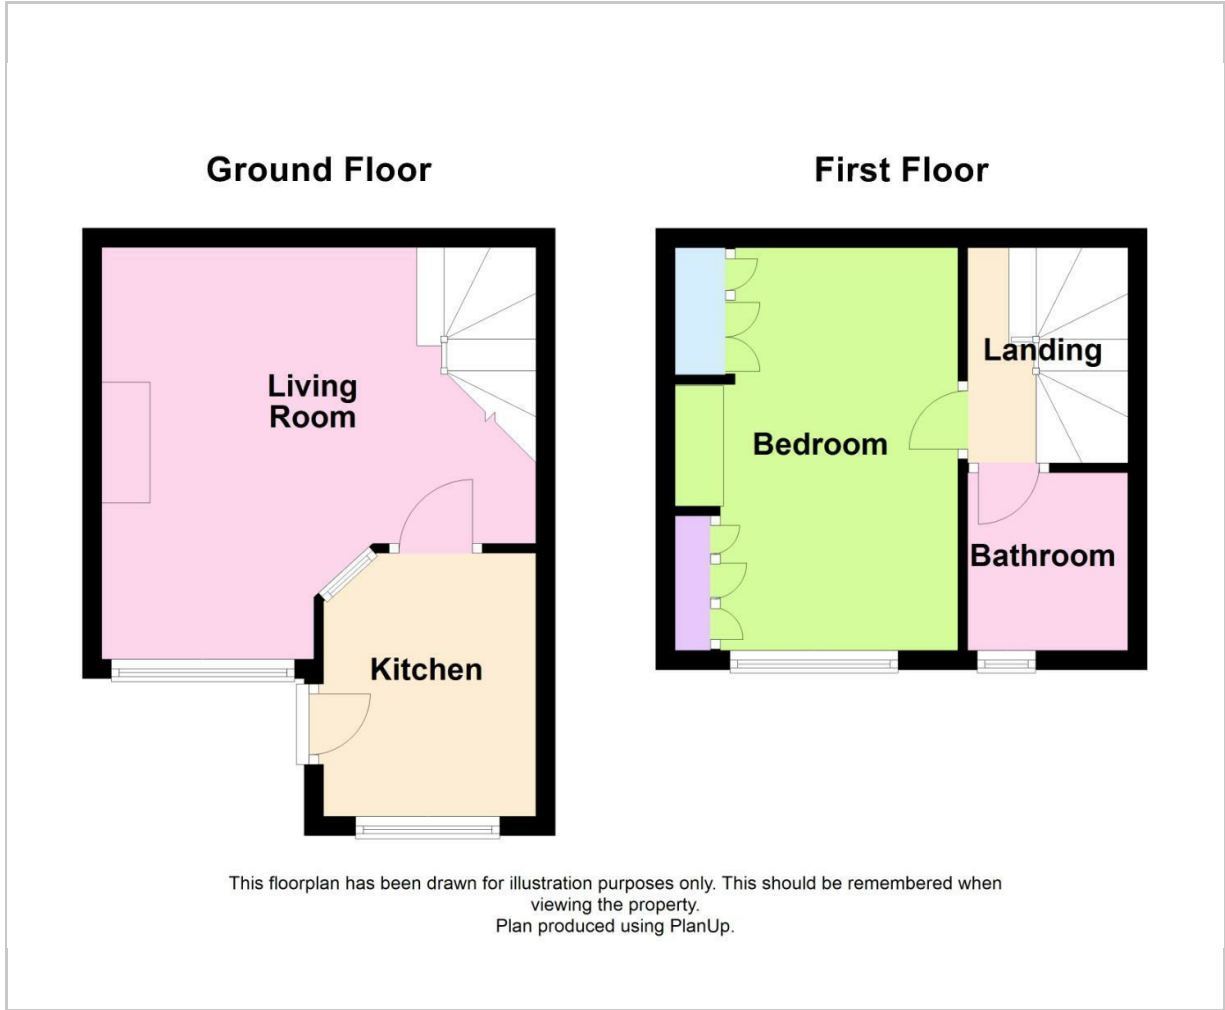 Ground Floor
First Floor
Living
Room
Landing
Bedroom
Bathroom
Kitchen
This floorplan has been drawn for illustration purposes only. This should be remembered when
viewing the property.
Plan produced using PlanUp.